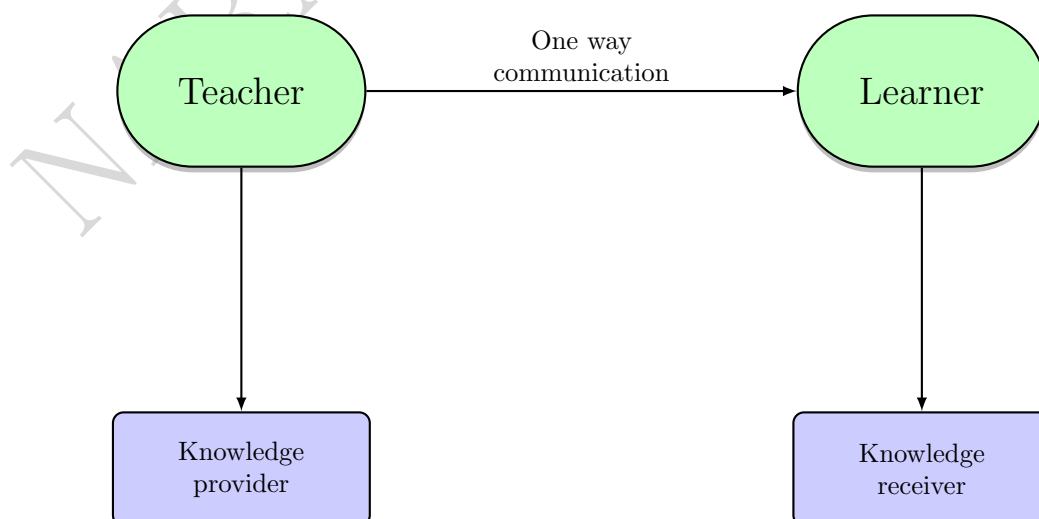 One way
communication
Teacher
Learner
Knowledge
provider
Knowledge
receiver